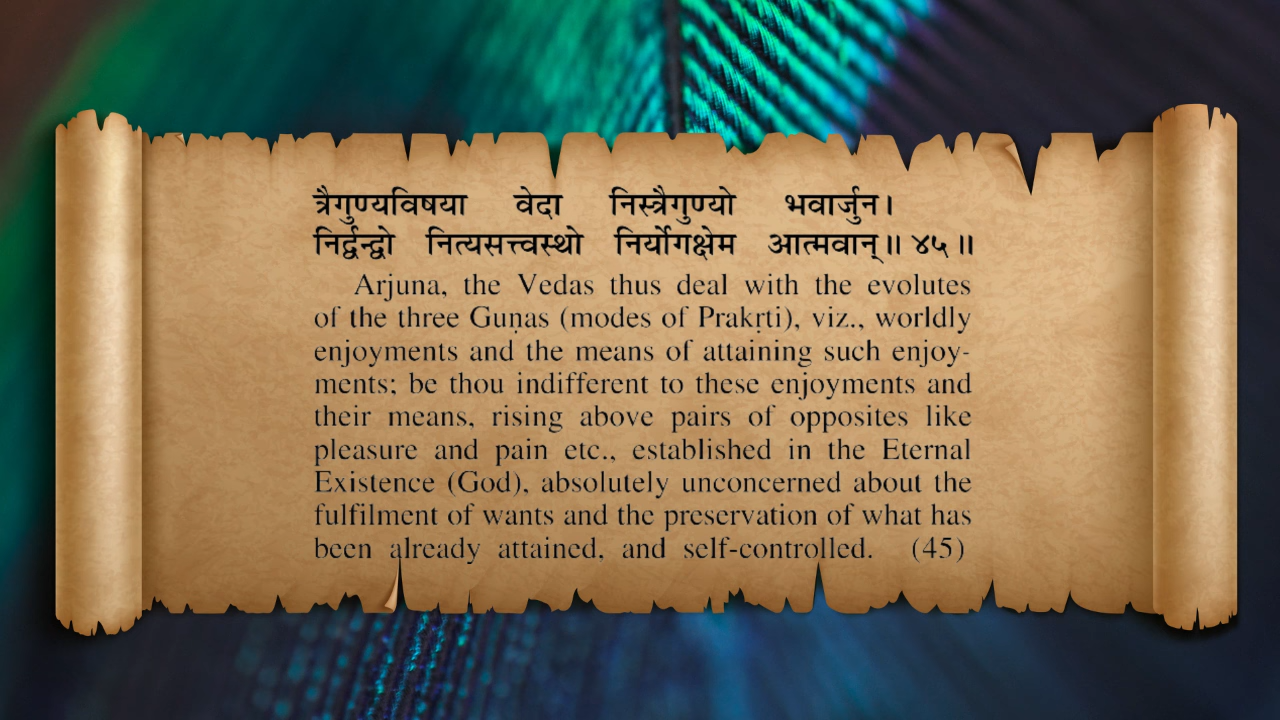 त्रैगुण्यविषया वेदा निस्त्रैगुण्यो भवार्जुन।
निर्द्वन्द्वो नित्यसत्त्वस्थो निर्योगक्षेम आत्मवान्॥ ४५ ॥
Arjuna, the Vedas thus deal with the evolutes
of the three Guṇas (modes of Prakṛti), viz., worldly
enjoyments and the means of attaining such enjoy-
ments; be thou indifferent to these enjoyments and
their means, rising above pairs of opposites like
pleasure and pain etc., established in the Eternal
Existence (God), absolutely unconcerned about the
fulfilment of wants and the preservation of what has
been already attained, and self-controlled. (45)